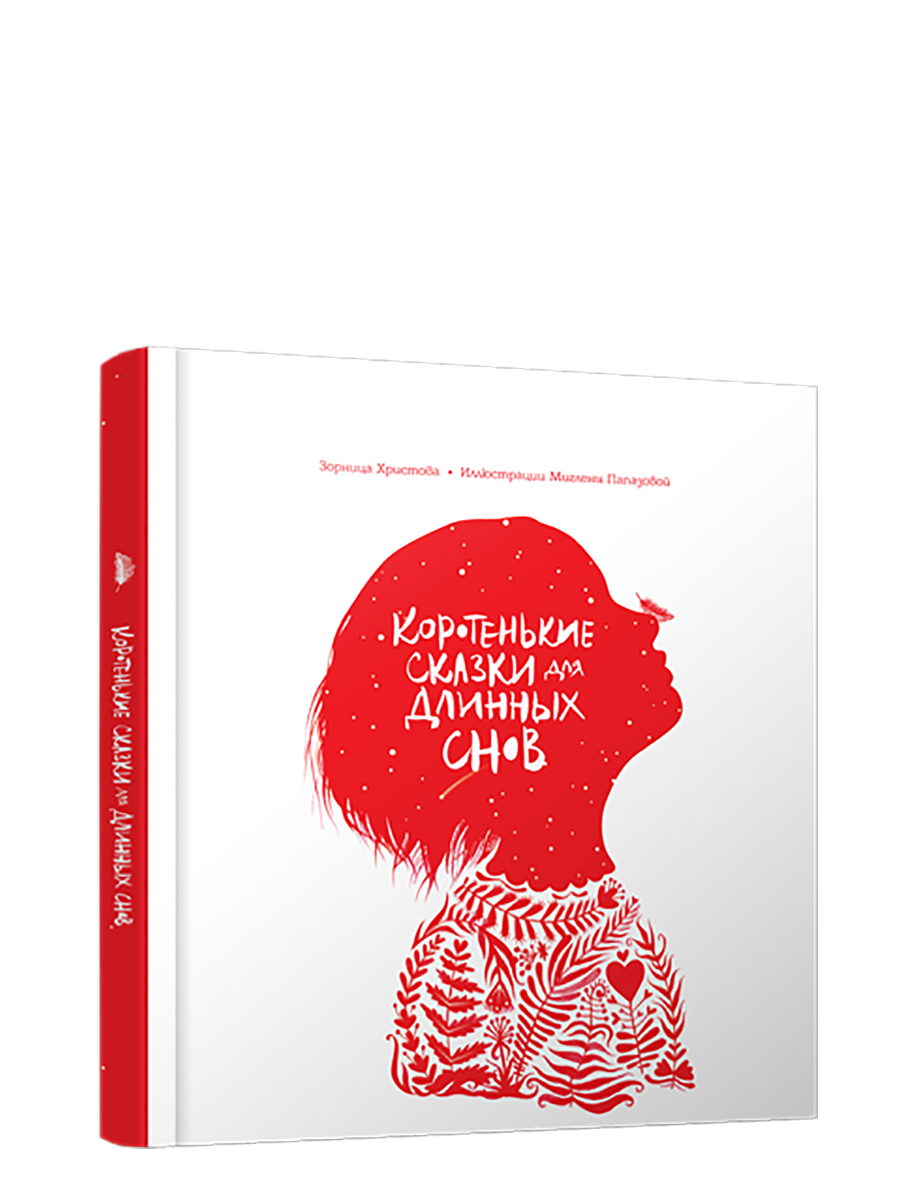 Зорница Христова • Иллюстрации Миглены Папазовой
Коротенькие
сказки для
длинных
снов
Коротенькие сказки для длинных снов